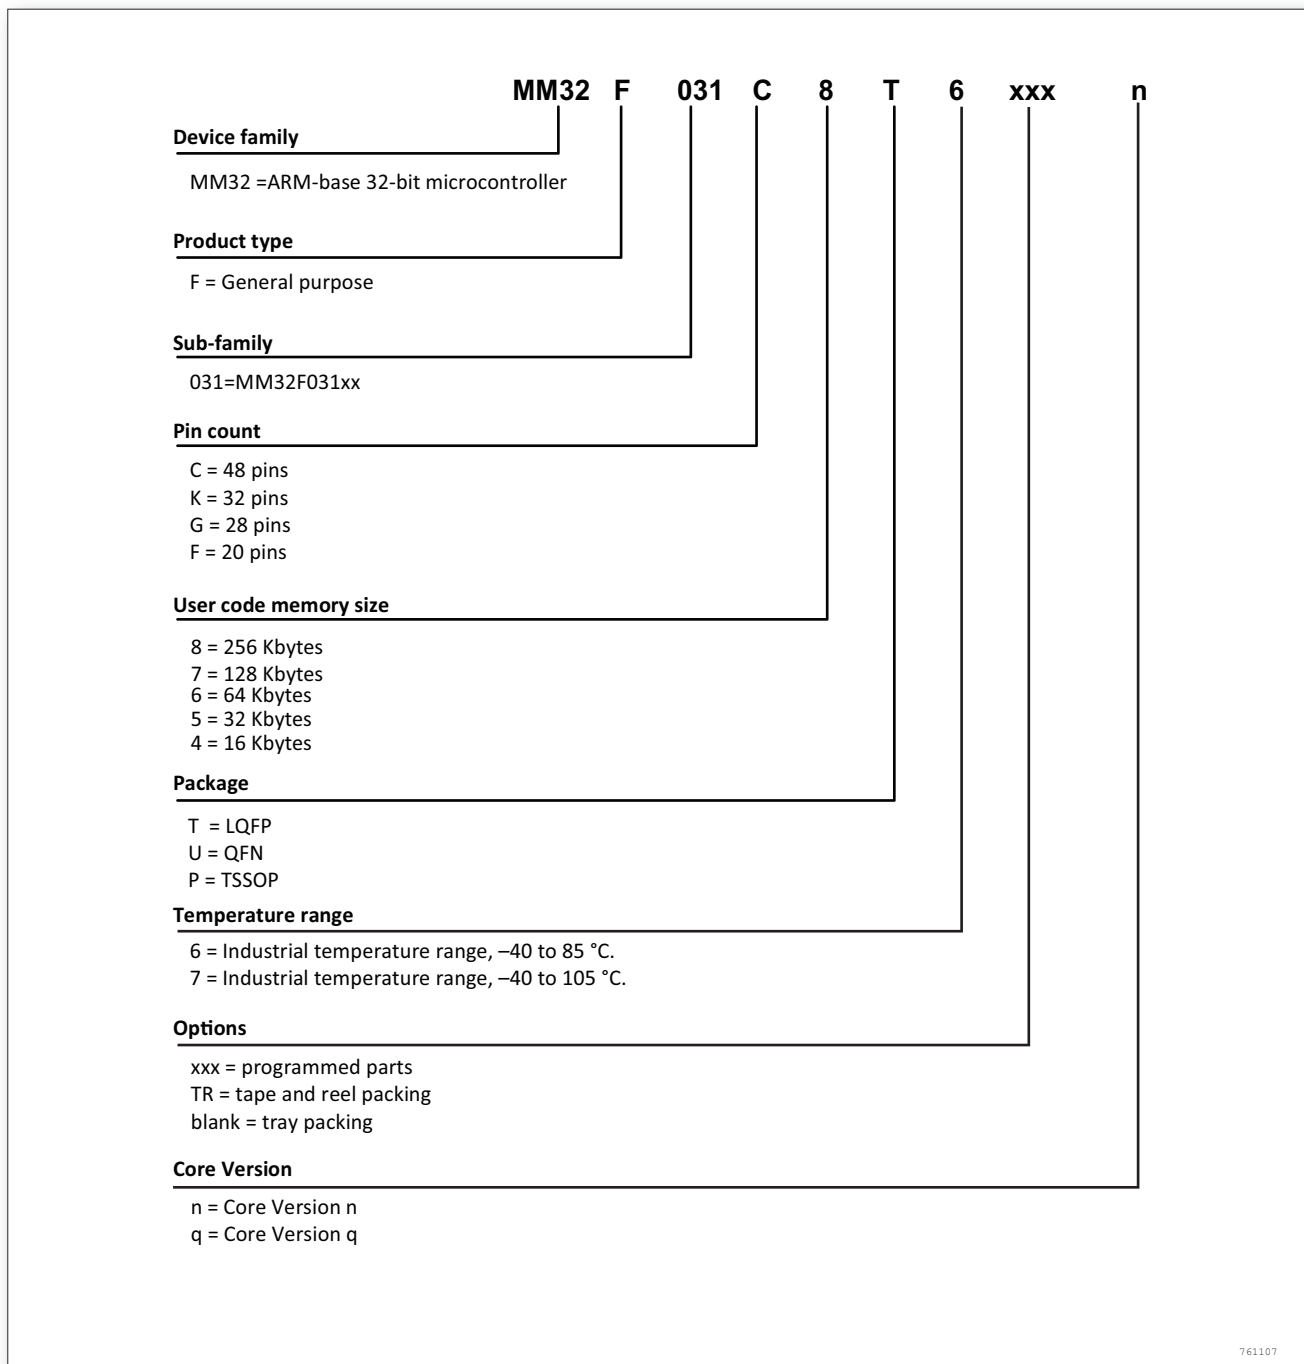 MM32 F 031 C 8 T 6 xxx n
Device family
MM32 =ARM-base 32-bit microcontroller
Product type
F = General purpose
Sub-family
031=MM32F031xx
Pin count
C = 48 pins
K = 32 pins
G = 28 pins
F = 20 pins
User code memory size
8 = 256 Kbytes
7 = 128 Kbytes
6 = 64 Kbytes
5 = 32 Kbytes
4 = 16 Kbytes
Package
T = LQFP
U = QFN
P = TSSOP
Temperature range
6 = Industrial temperature range, –40 to 85 °C.
7 = Industrial temperature range, –40 to 105 °C.
Options
xxx = programmed parts
TR = tape and reel packing
blank = tray packing
Core Version
n = Core Version n
q = Core Version q
761107